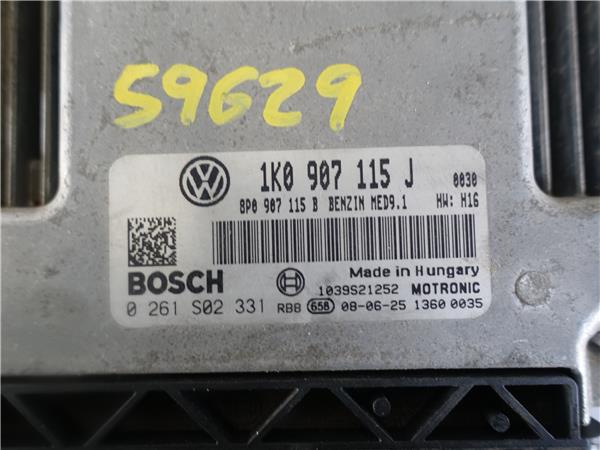 59629
1K0 907 115 J 0030
8P0 907 115 B BENZIN MED9.1 HW: H16
Made in Hungary
BOSCH 1039S21252 MOTRONIC
0 261 S02 331 RBB 658 08-06-25 1360 0035